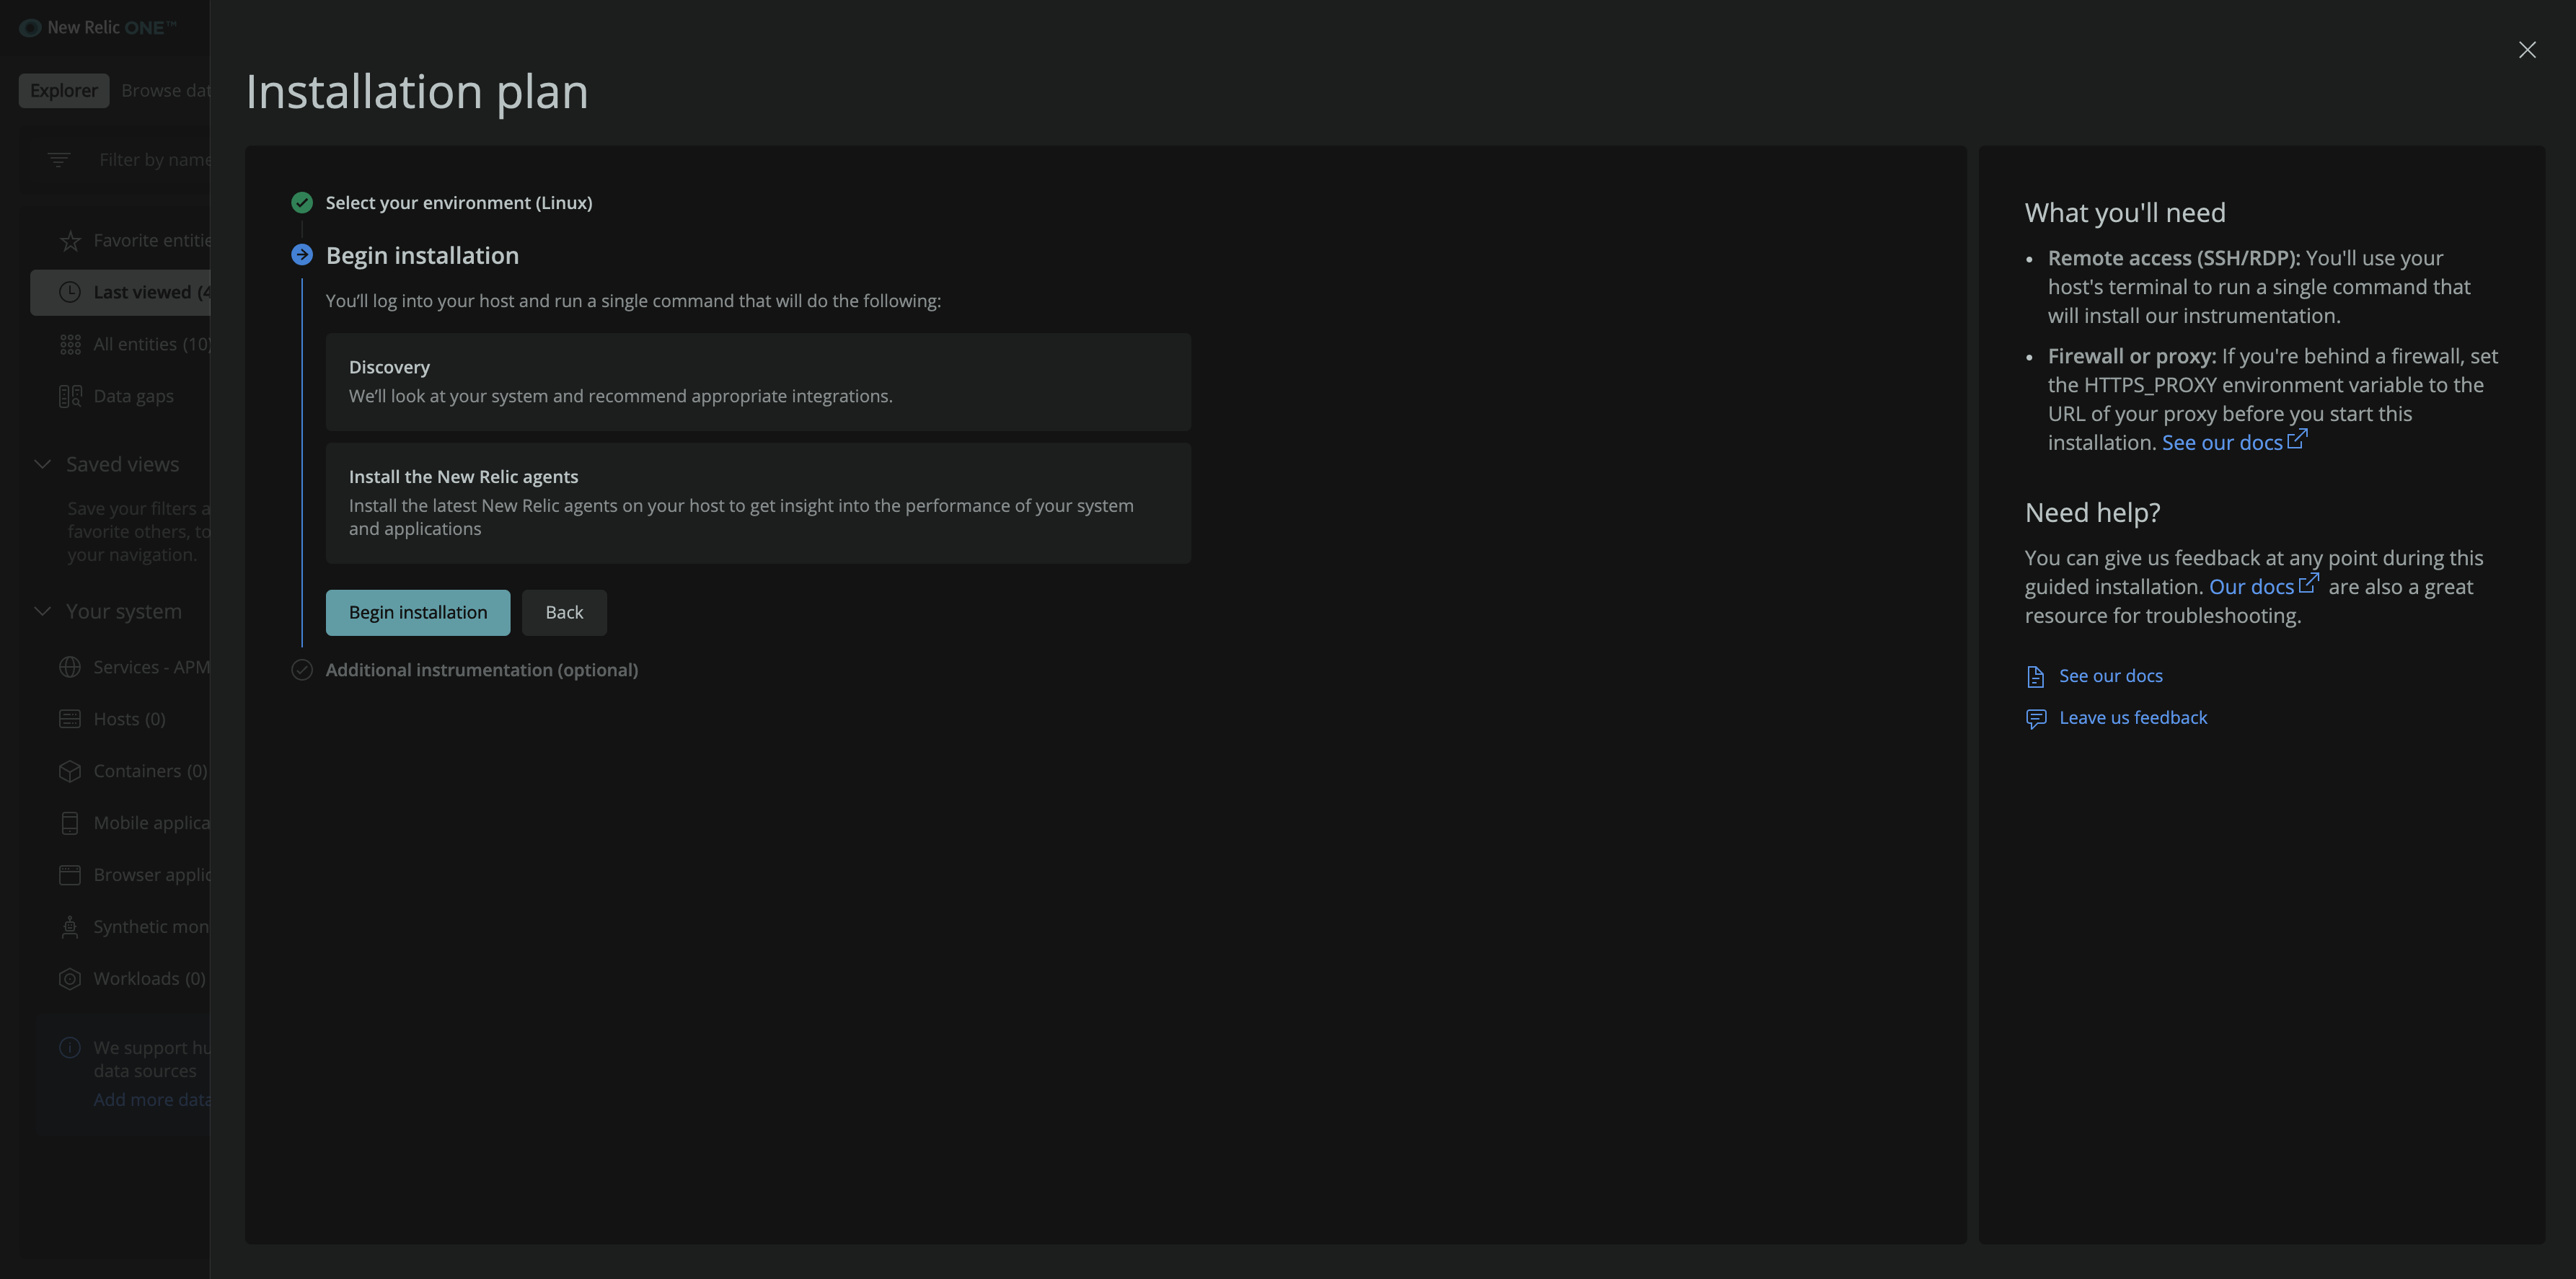 New Relic ONE™
Explorer
Browse dat
Filter by name
Favorite entitie
Last viewed (4
All entities (10)
Data gaps
Saved views
Save your filters a
favorite others, to
your navigation.
Your system
Services - APM
Hosts (0)
Containers (0)
Mobile applica
Browser applic
Synthetic mon
Workloads (0)
We support hu
data sources
Add more data
Installation plan
Select your environment (Linux)
Begin installation
You’ll log into your host and run a single command that will do the following:
Discovery
We’ll look at your system and recommend appropriate integrations.
Install the New Relic agents
Install the latest New Relic agents on your host to get insight into the performance of your system
and applications
Begin installation
Back
Additional instrumentation (optional)
What you'll need
• Remote access (SSH/RDP): You'll use your
host's terminal to run a single command that
will install our instrumentation.
• Firewall or proxy: If you're behind a firewall, set
the HTTPS_PROXY environment variable to the
URL of your proxy before you start this
installation. See our docs
Need help?
You can give us feedback at any point during this
guided installation. Our docs are also a great
resource for troubleshooting.
See our docs
Leave us feedback